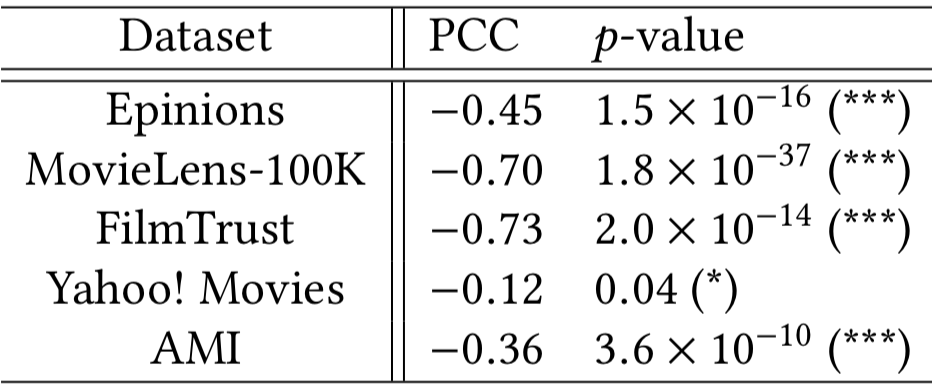 Dataset PCC p-value
Epinions −0.45 1.5 × 10⁻¹⁶ (***)
MovieLens-100K −0.70 1.8 × 10⁻³⁷ (***)
FilmTrust −0.73 2.0 × 10⁻¹⁴ (***)
Yahoo! Movies −0.12 0.04 (*)
AMI −0.36 3.6 × 10⁻¹⁰ (***)